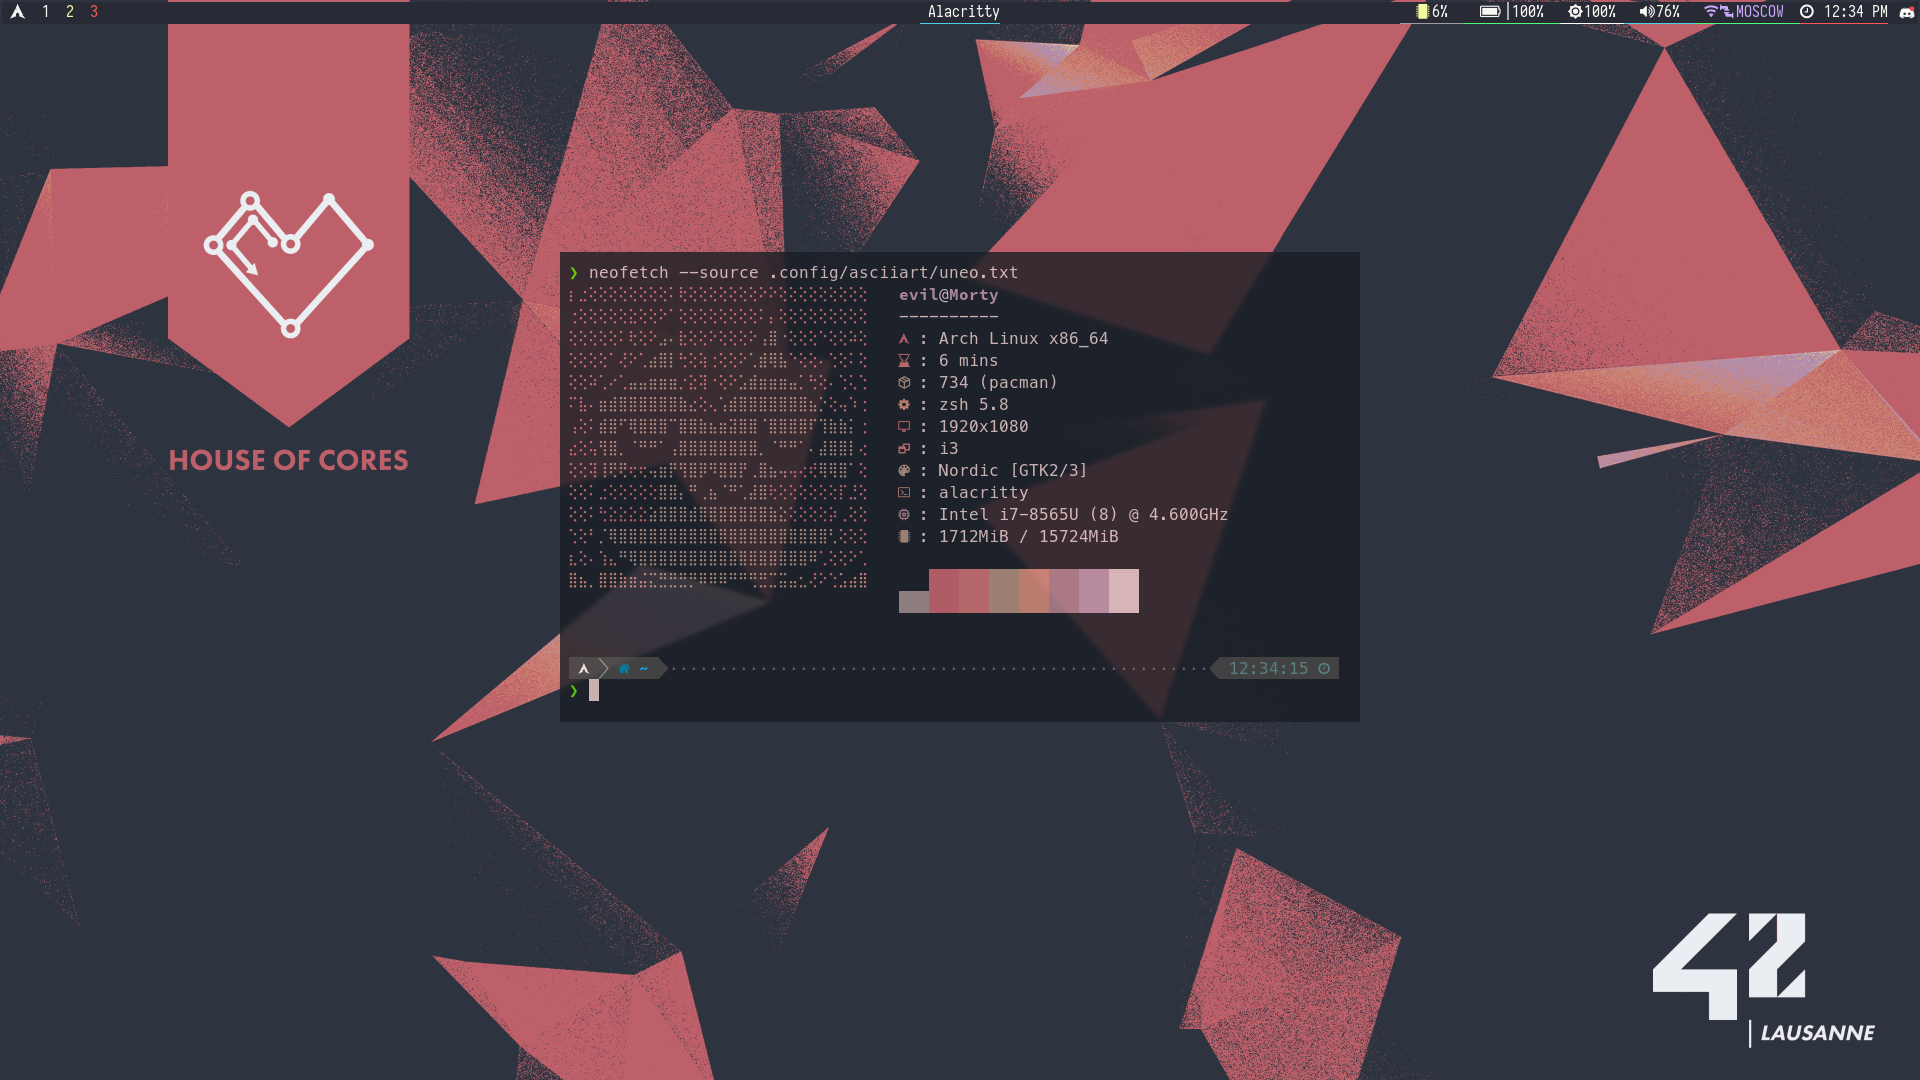 1 2 3 Alacritty 6% 100% 100% 76% MOSCOW 12:34 PM
HOUSE OF CORES
❯ neofetch --source .config/asciiart/uneo.txt
evil@Morty
----------
: Arch Linux x86_64
: 6 mins
: 734 (pacman)
: zsh 5.8
: 1920x1080
: i3
: Nordic [GTK2/3]
: alacritty
: Intel i7-8565U (8) @ 4.600GHz
: 1712MiB / 15724MiB
~ 12:34:15
❯
42
LAUSANNE